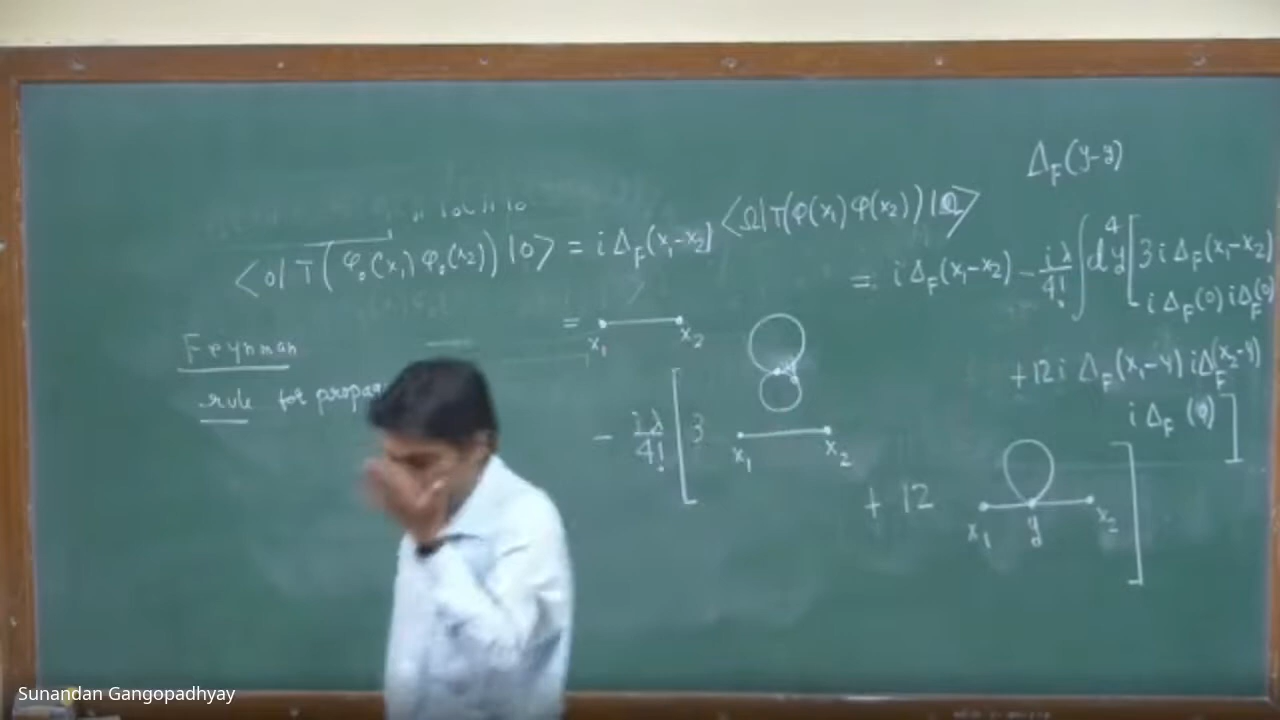 Δ_F(y-y)
⟨Ω|T(φ(x₁)φ(x₂))|Ω⟩
⟨0|T(φ₀(x₁)φ₀(x₂))|0⟩ = iΔ_F(x₁-x₂)
= iΔ_F(x₁-x₂) - iλ/4! ∫d⁴y [3iΔ_F(x₁-x₂)
iΔ_F(0) iΔ_F(0)
+12i Δ_F(x₁-y) iΔ_F(x₂-y)
iΔ_F(0)]
= x₁ x₂
Feynman
rule for
- iλ/4! [3 x₁ x₂
+ 12 x₁ y x₂ ]
Sunandan Gangopadhyay